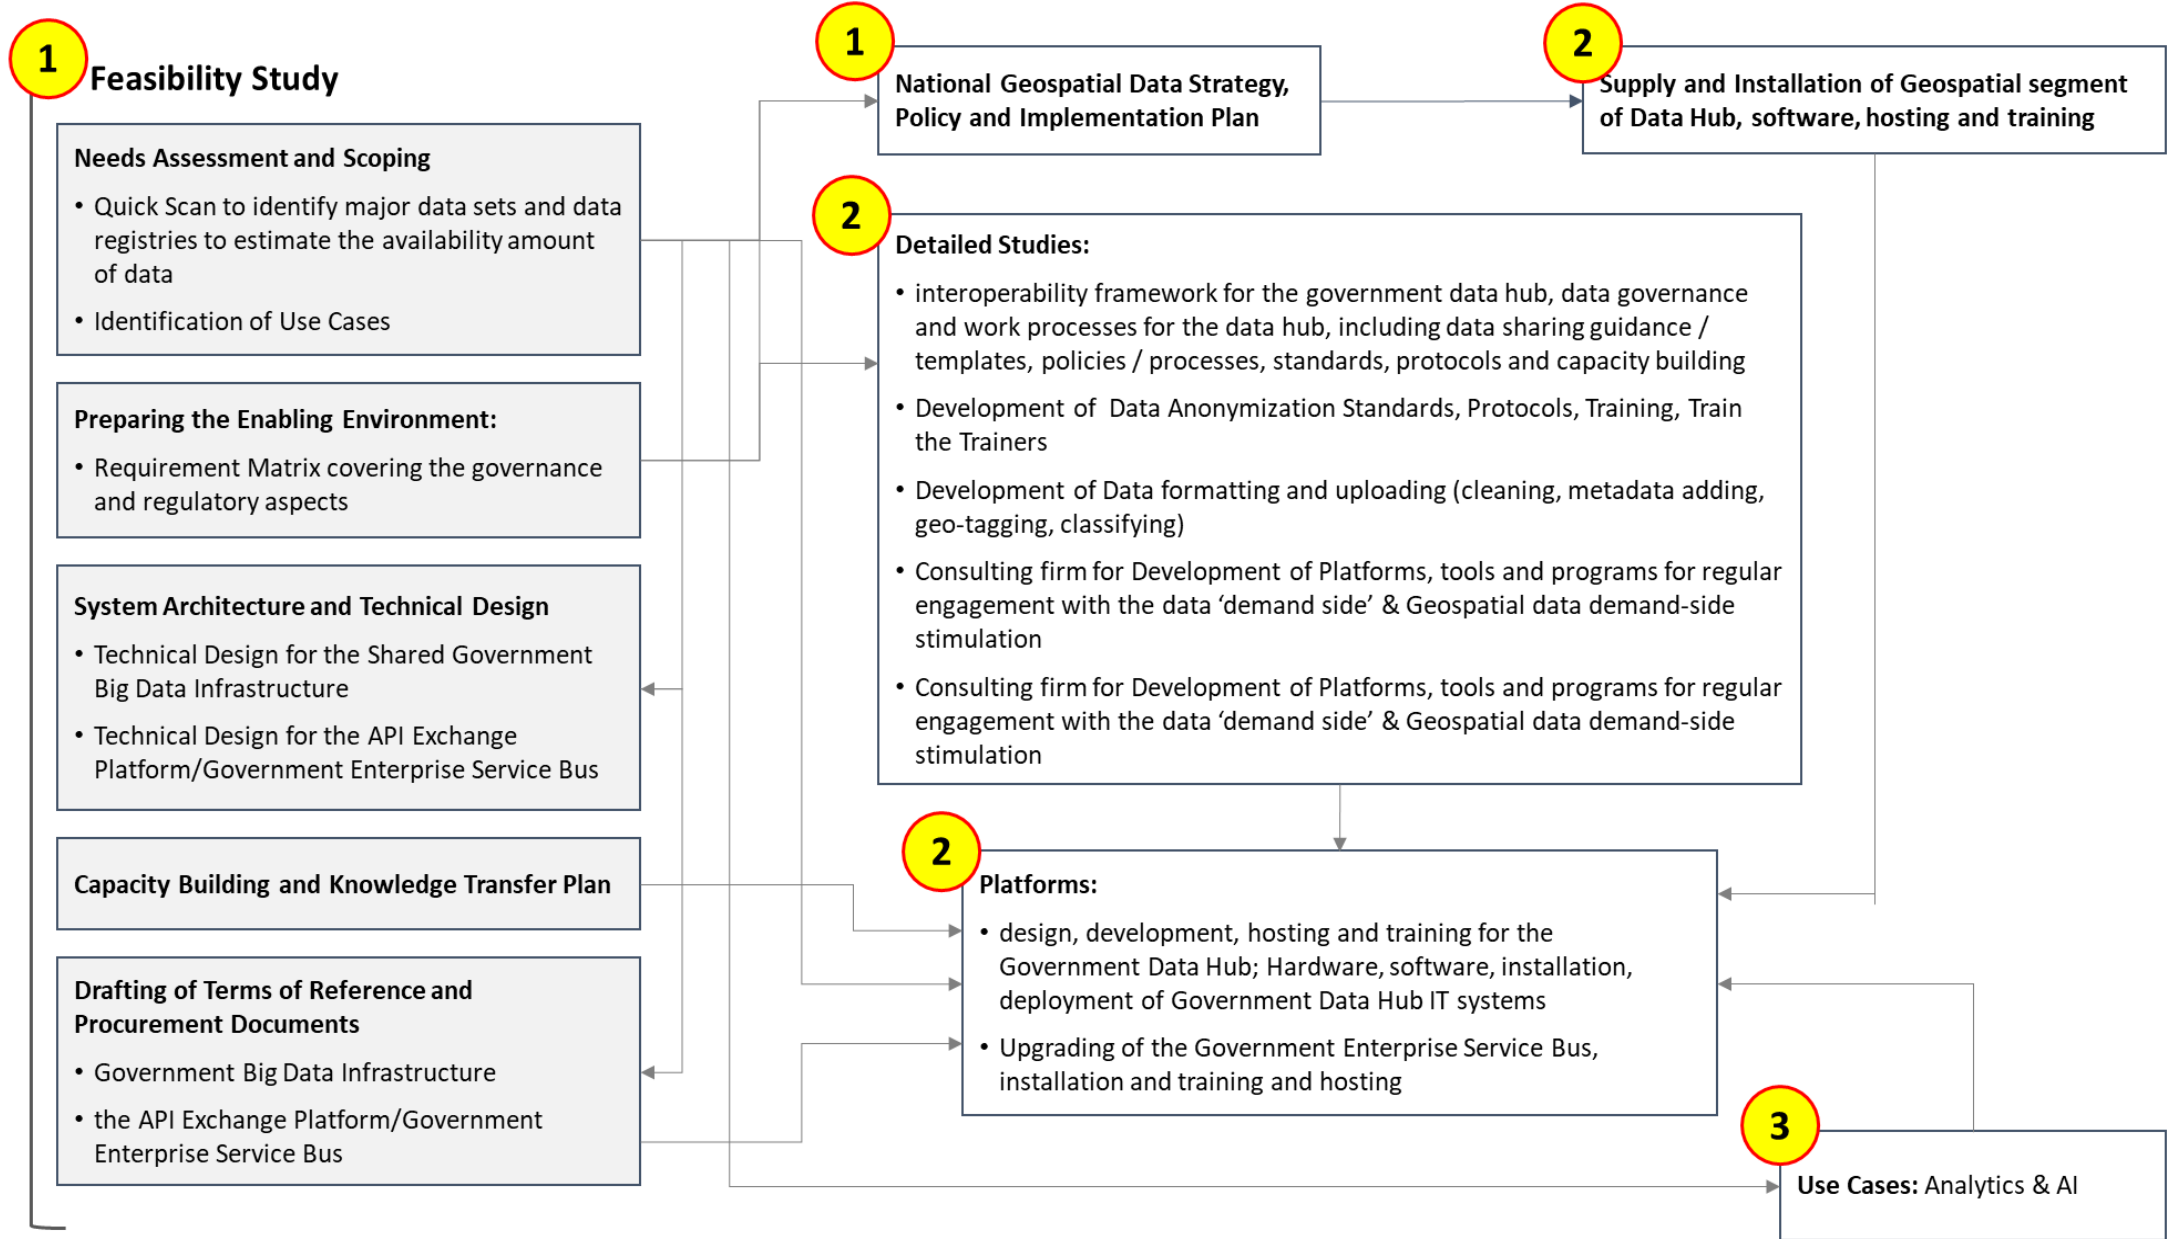 1
Feasibility Study
Needs Assessment and Scoping
• Quick Scan to identify major data sets and data
registries to estimate the availability amount
of data
• Identification of Use Cases
Preparing the Enabling Environment:
• Requirement Matrix covering the governance
and regulatory aspects
System Architecture and Technical Design
• Technical Design for the Shared Government
Big Data Infrastructure
• Technical Design for the API Exchange
Platform/Government Enterprise Service Bus
Capacity Building and Knowledge Transfer Plan
Drafting of Terms of Reference and
Procurement Documents
• Government Big Data Infrastructure
• the API Exchange Platform/Government
Enterprise Service Bus
1
National Geospatial Data Strategy,
Policy and Implementation Plan
2
Supply and Installation of Geospatial segment
of Data Hub, software, hosting and training
2
Detailed Studies:
• interoperability framework for the government data hub, data governance
and work processes for the data hub, including data sharing guidance /
templates, policies / processes, standards, protocols and capacity building
• Development of Data Anonymization Standards, Protocols, Training, Train
the Trainers
• Development of Data formatting and uploading (cleaning, metadata adding,
geo-tagging, classifying)
• Consulting firm for Development of Platforms, tools and programs for regular
engagement with the data ‘demand side’ & Geospatial data demand-side
stimulation
• Consulting firm for Development of Platforms, tools and programs for regular
engagement with the data ‘demand side’ & Geospatial data demand-side
stimulation
2
Platforms:
• design, development, hosting and training for the
Government Data Hub; Hardware, software, installation,
deployment of Government Data Hub IT systems
• Upgrading of the Government Enterprise Service Bus,
installation and training and hosting
3
Use Cases: Analytics & AI